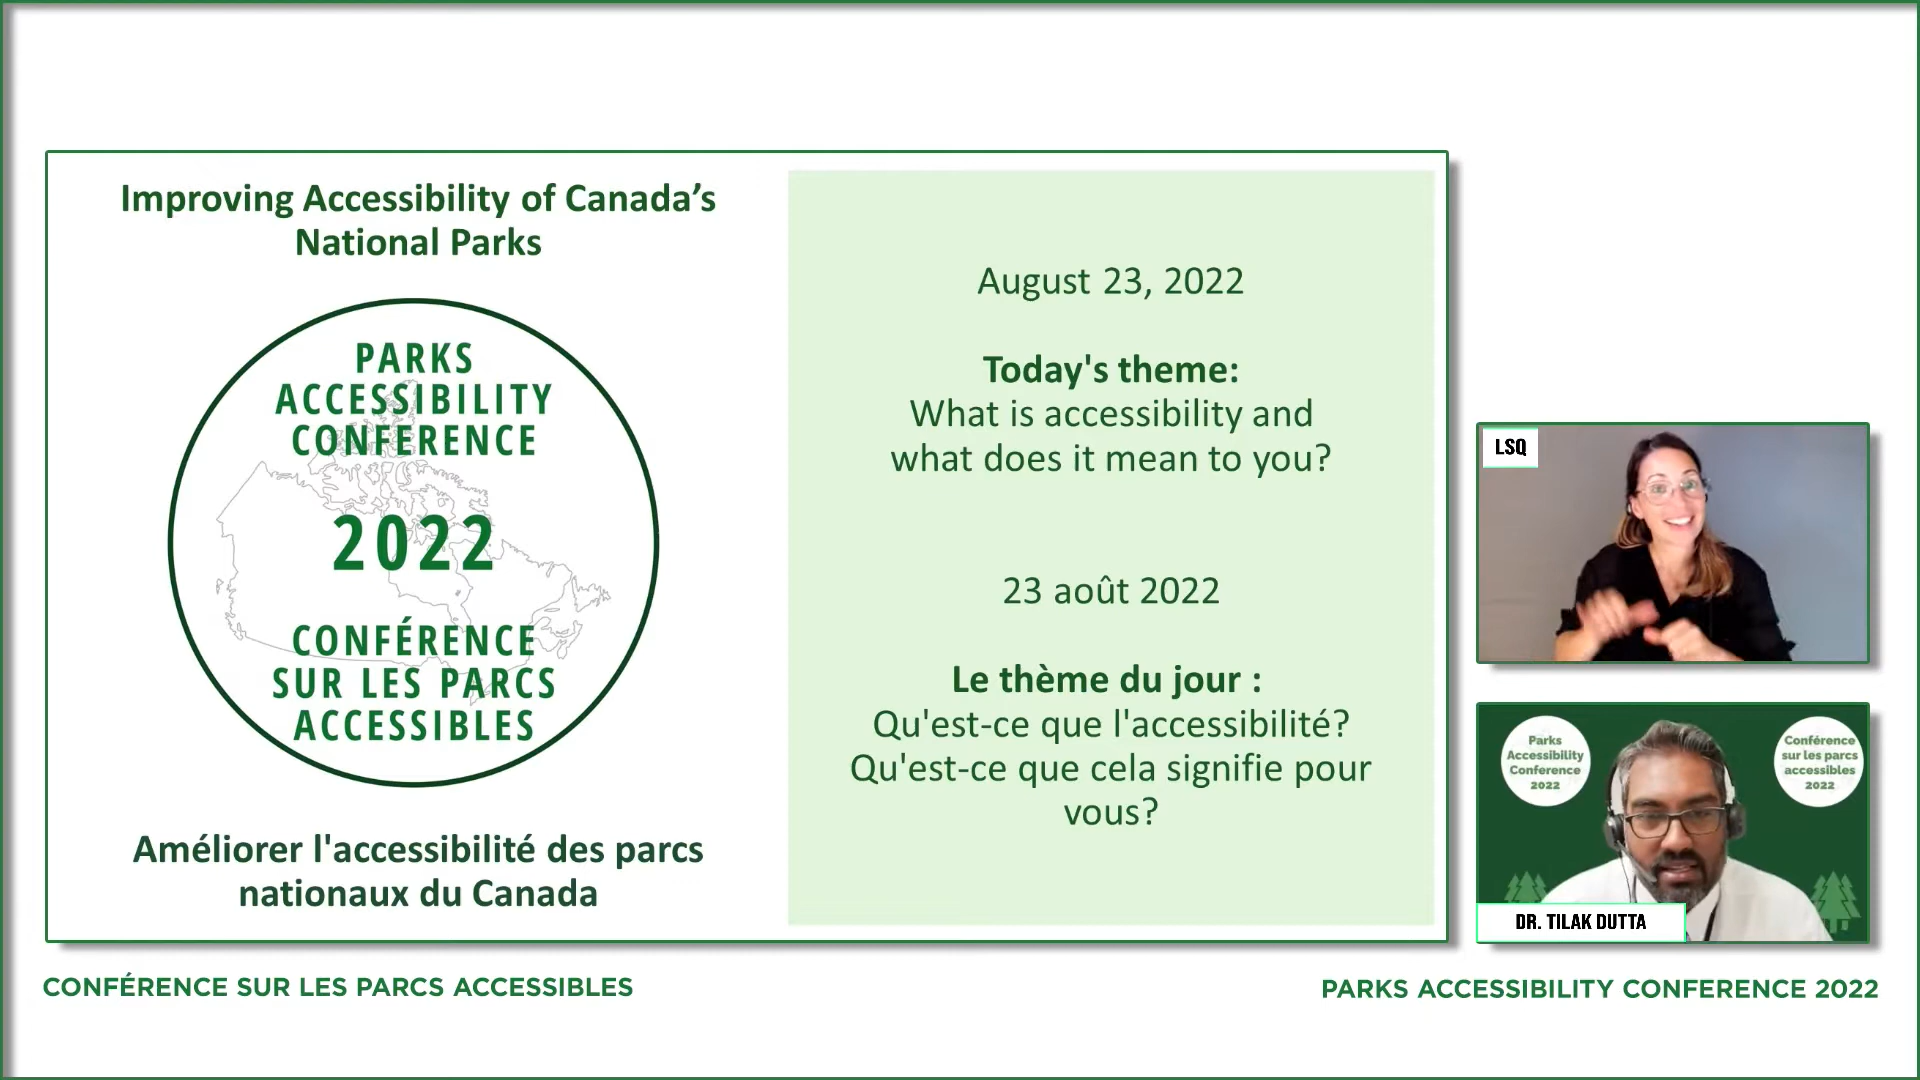 Improving Accessibility of Canada’s
National Parks
PARKS
ACCESSIBILITY
CONFERENCE
2022
CONFÉRENCE
SUR LES PARCS
ACCESSIBLES
Améliorer l'accessibilité des parcs
nationaux du Canada
August 23, 2022
Today's theme:
What is accessibility and
what does it mean to you?
23 août 2022
Le thème du jour :
Qu'est-ce que l'accessibilité?
Qu'est-ce que cela signifie pour
vous?
LSQ
Parks
Accessibility
Conference
2022
Conférence
sur les parcs
accessibles
2022
DR. TILAK DUTTA
CONFÉRENCE SUR LES PARCS ACCESSIBLES
PARKS ACCESSIBILITY CONFERENCE 2022